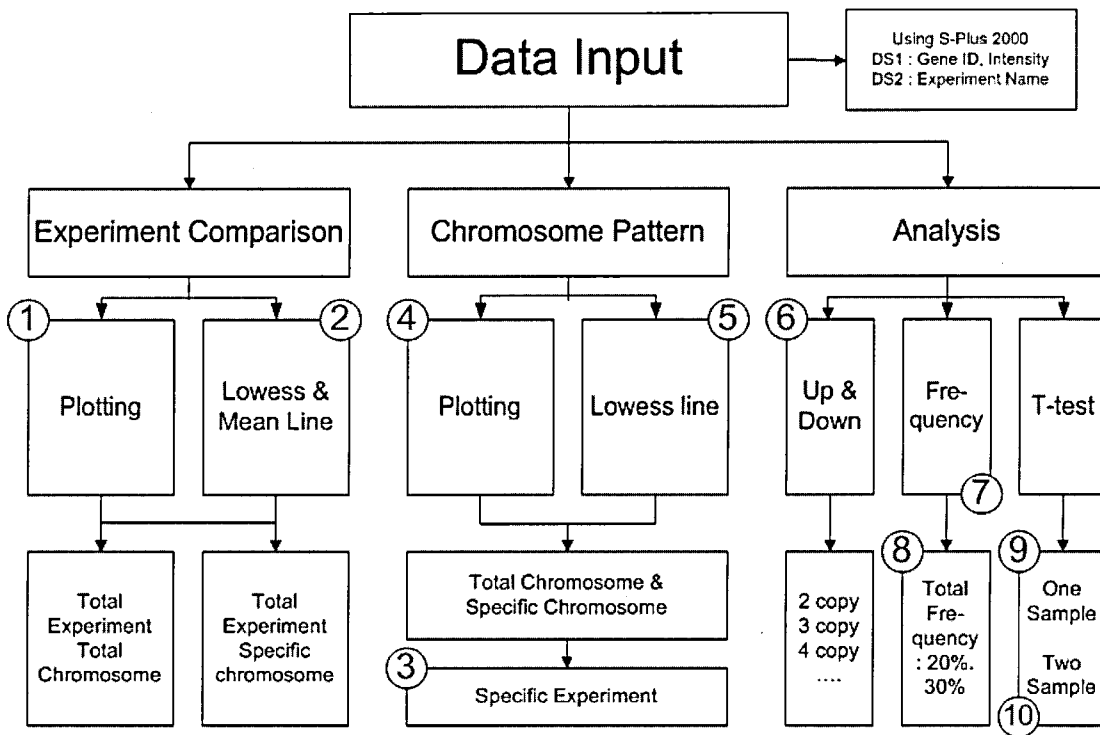 Data Input
Using S-Plus 2000
DS1 : Gene ID, Intensity
DS2 : Experiment Name
Experiment Comparison
Chromosome Pattern
Analysis
1
Plotting
2
Lowess &
Mean Line
4
Plotting
5
Lowess line
6
Up &
Down
Fre-
quency
7
T-test
Total
Experiment
Total
Chromosome
Total
Experiment
Specific
chromosome
Total Chromosome &
Specific Chromosome
3
Specific Experiment
2 copy
3 copy
4 copy
....
8
Total
Fre-
quency
: 20%.
30%
9
One
Sample
Two
Sample
10